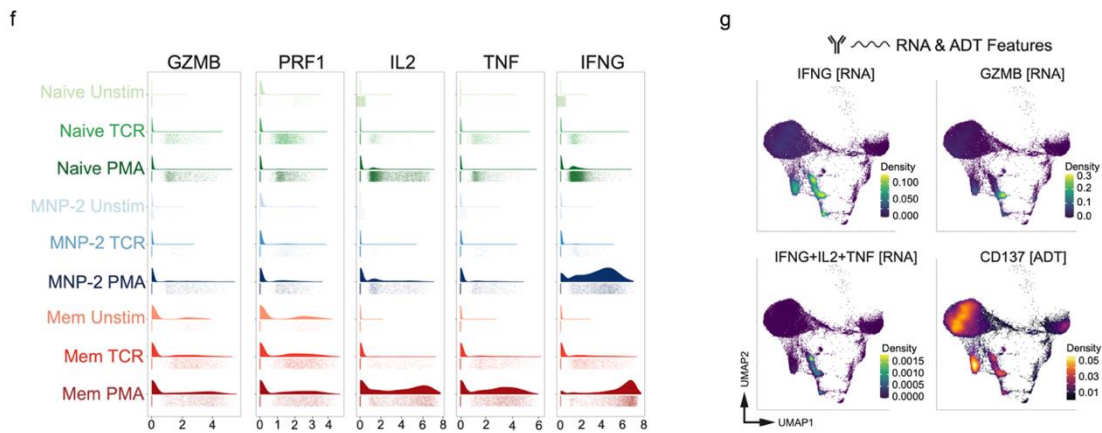 f
GZMB PRF1 IL2 TNF IFNG
Naive Unstim
Naive TCR
Naive PMA
MNP-2 Unstim
MNP-2 TCR
MNP-2 PMA
Mem Unstim
Mem TCR
Mem PMA
0 2 4 0 1 2 3 4 0 2 4 6 8 0 2 4 6 0 2 4 6 8
g
RNA & ADT Features
IFNG [RNA] GZMB [RNA]
Density
0.100
0.050
0.000
Density
0.3
0.2
0.1
0.0
IFNG+IL2+TNF [RNA] CD137 [ADT]
Density
0.0015
0.0010
0.0005
0.0000
Density
0.05
0.03
0.01
UMAP2
UMAP1